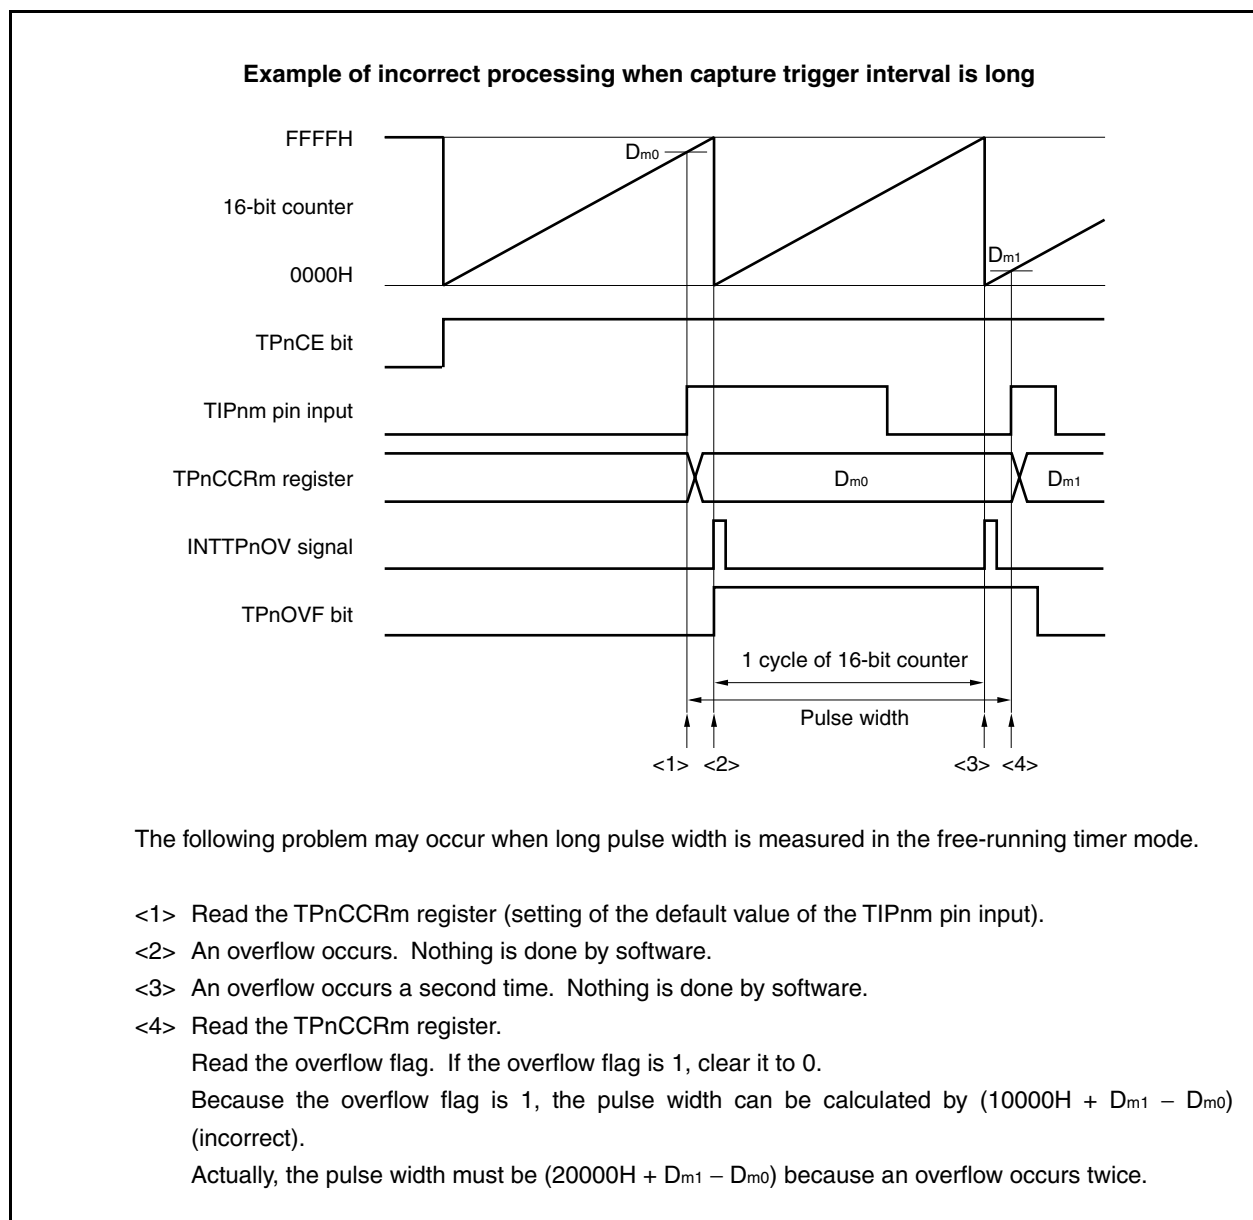 Example of incorrect processing when capture trigger interval is long
FFFFH
Dm0
16-bit counter
Dm1
0000H
TPnCE bit
TIPnm pin input
TPnCCRm register
Dm0
Dm1
INTTPnOV signal
TPnOVF bit
1 cycle of 16-bit counter
Pulse width
<1> <2> <3> <4>
The following problem may occur when long pulse width is measured in the free-running timer mode.
<1> Read the TPnCCRm register (setting of the default value of the TIPnm pin input).
<2> An overflow occurs. Nothing is done by software.
<3> An overflow occurs a second time. Nothing is done by software.
<4> Read the TPnCCRm register.
Read the overflow flag. If the overflow flag is 1, clear it to 0.
Because the overflow flag is 1, the pulse width can be calculated by (10000H + Dm1 − Dm0)
(incorrect).
Actually, the pulse width must be (20000H + Dm1 − Dm0) because an overflow occurs twice.